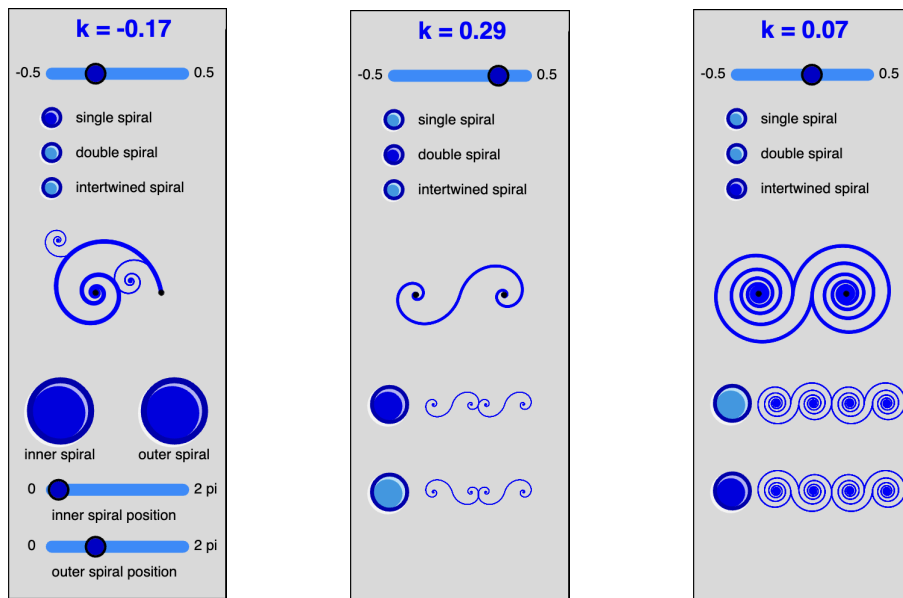 k = -0.17
-0.5 0.5
single spiral
double spiral
intertwined spiral
inner spiral outer spiral
0 2 pi
inner spiral position
0 2 pi
outer spiral position
k = 0.29
-0.5 0.5
single spiral
double spiral
intertwined spiral
k = 0.07
-0.5 0.5
single spiral
double spiral
intertwined spiral